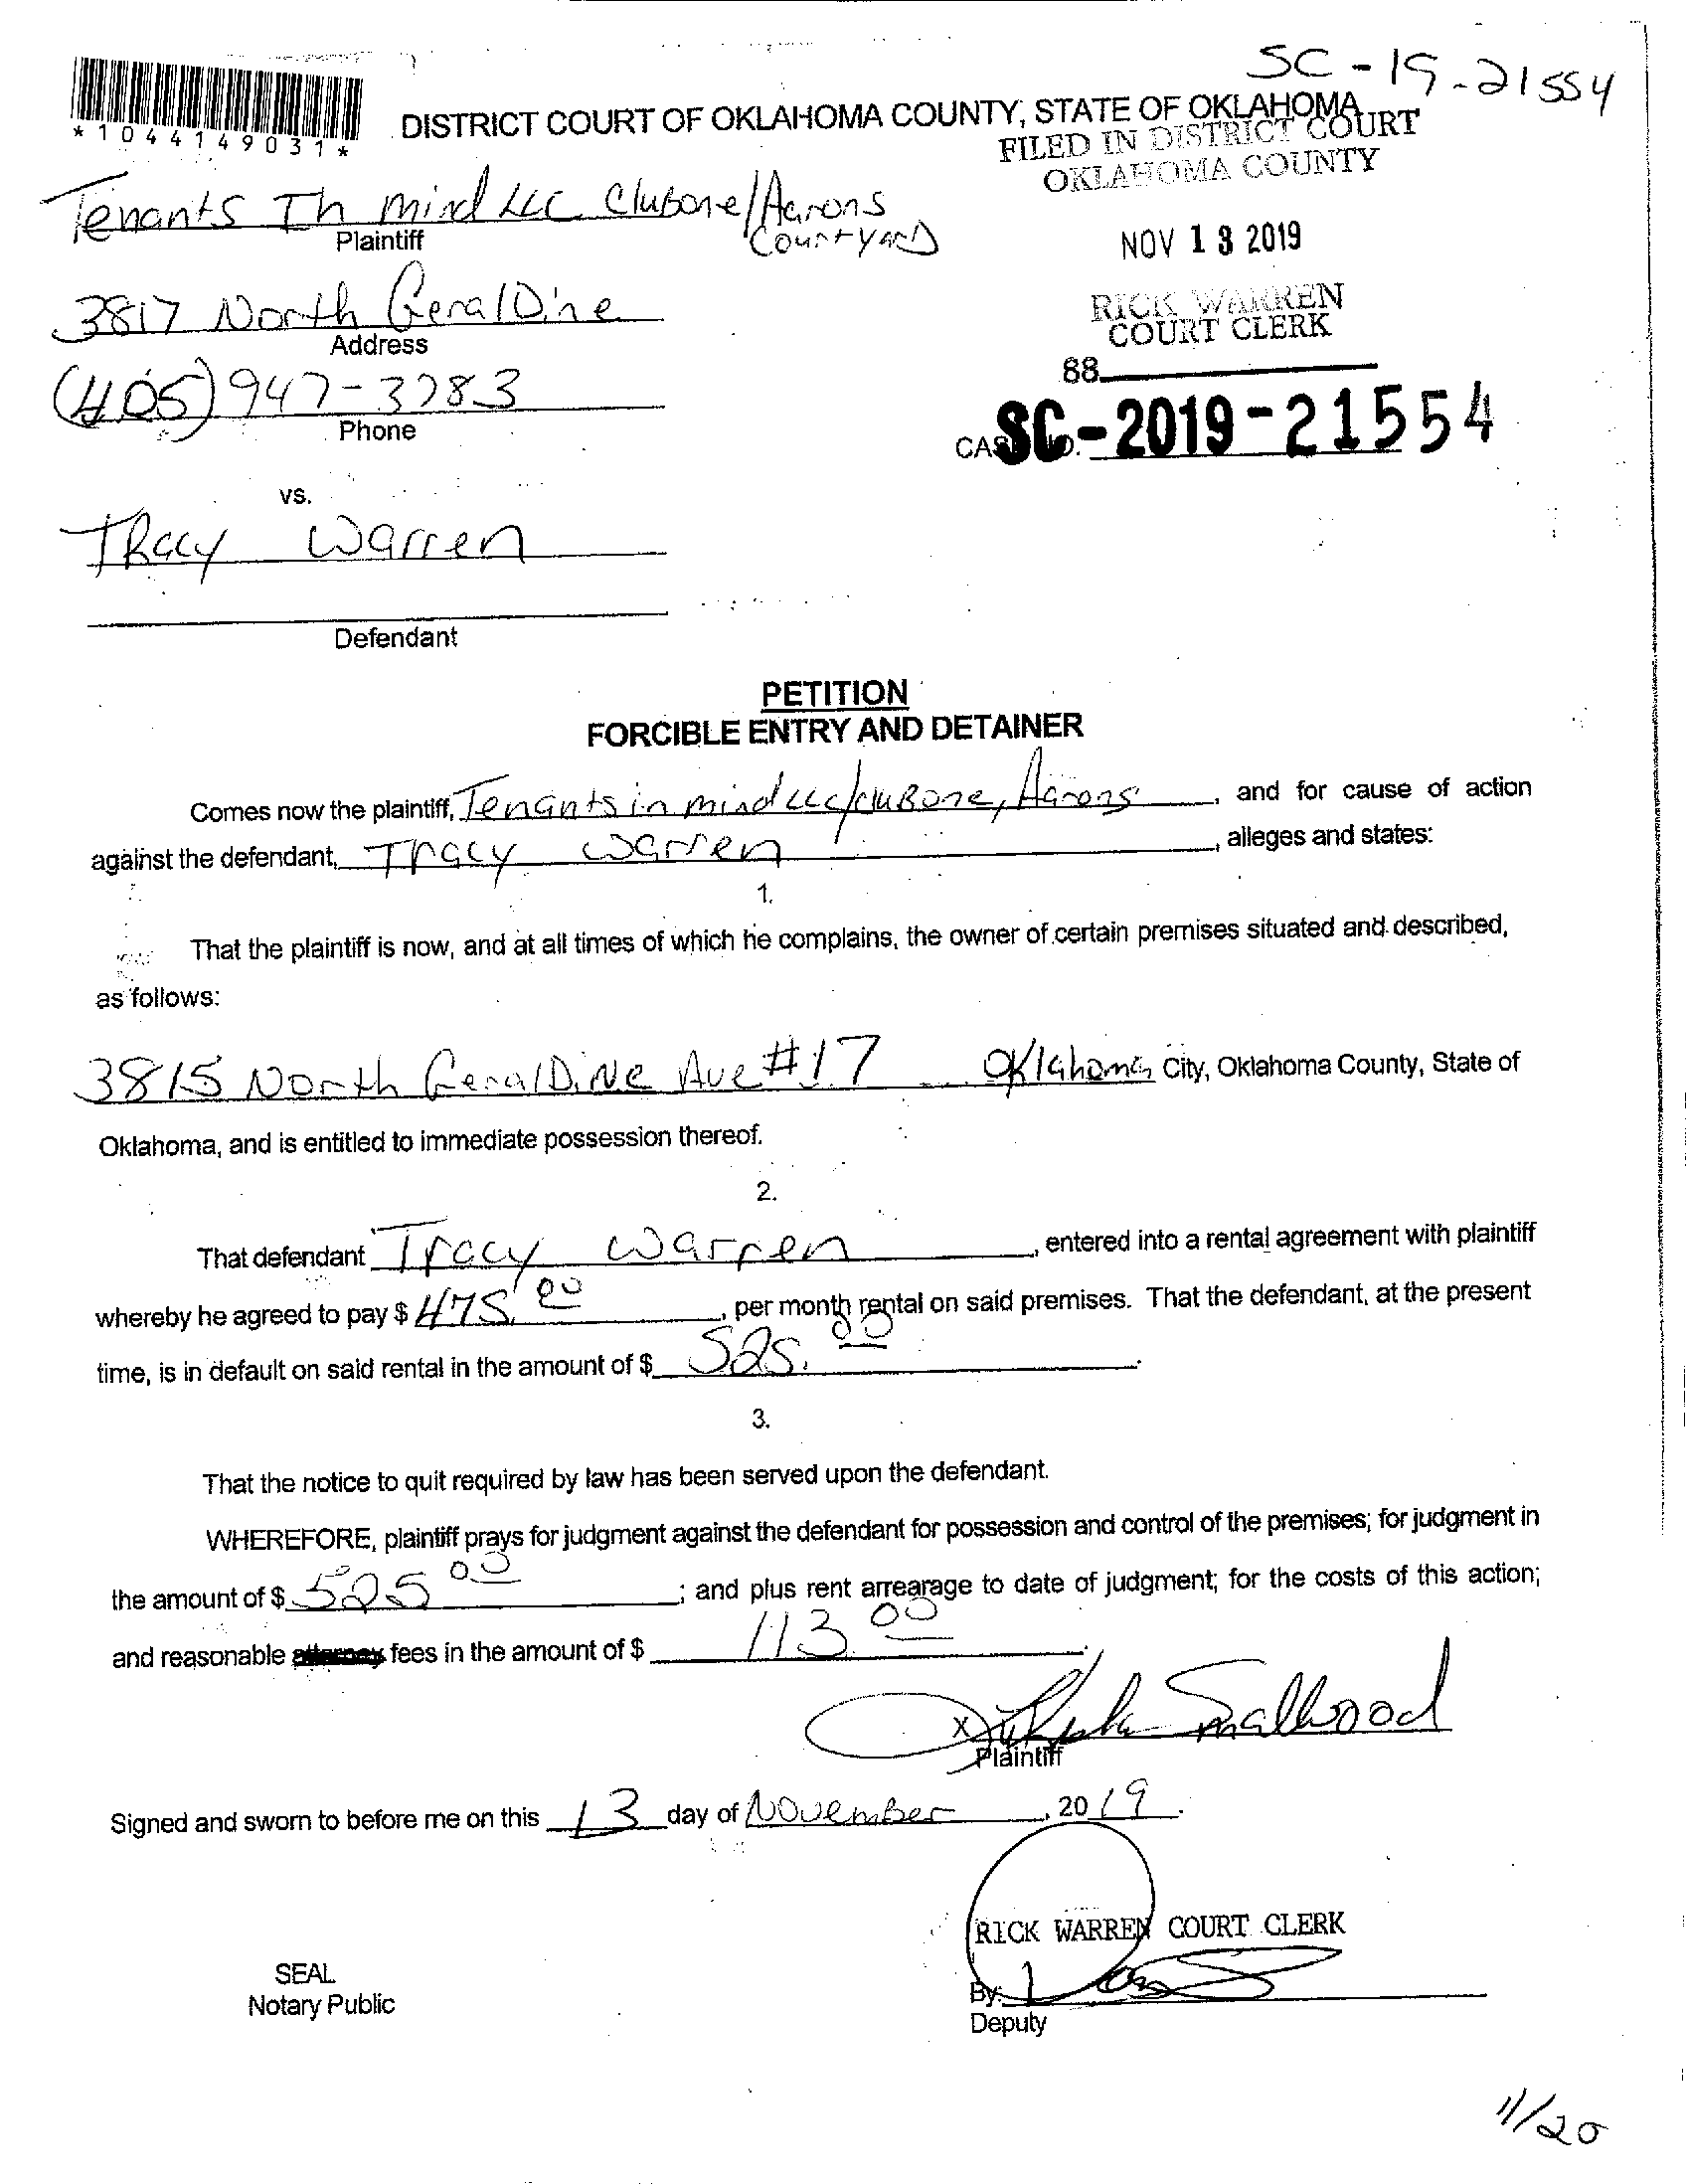 SC-19-21554
*1044149031*
DISTRICT COURT OF OKLAHOMA COUNTY, STATE OF OKLAHOMA
FILED IN DISTRICT COURT
OKLAHOMA COUNTY
Tenants In mind LLC Clubone/Aarons
Courtyard
Plaintiff
NOV 13 2019
3817 North GeralDine
Address
RICK WARREN
COURT CLERK
(405) 947-3783
Phone
88
CASE NO. SC-2019-21554
vs.
TRacy Warren
Defendant
PETITION
FORCIBLE ENTRY AND DETAINER
Comes now the plaintiff, Tenants in mind LLC/cluBone, Aarons, and for cause of action
against the defendant, Tracy Warren, alleges and states:
1.
That the plaintiff is now, and at all times of which he complains, the owner of certain premises situated and described,
as follows:
3815 North GeralDiNe Ave #17 Oklahoma City, Oklahoma County, State of
Oklahoma, and is entitled to immediate possession thereof.
2.
That defendant Tracy Warren, entered into a rental agreement with plaintiff
whereby he agreed to pay $ 475.00, per month rental on said premises. That the defendant, at the present
time, is in default on said rental in the amount of $ 525.00.
3.
That the notice to quit required by law has been served upon the defendant.
WHEREFORE, plaintiff prays for judgment against the defendant for possession and control of the premises; for judgment in
the amount of $ 525 00; and plus rent arrearage to date of judgment; for the costs of this action;
and reasonable attorney fees in the amount of $ 113 00.
X Smallwood
Plaintiff
Signed and sworn to before me on this 13 day of November, 2019.
RICK WARREN COURT CLERK
SEAL
Notary Public
By:
Deputy
11/20